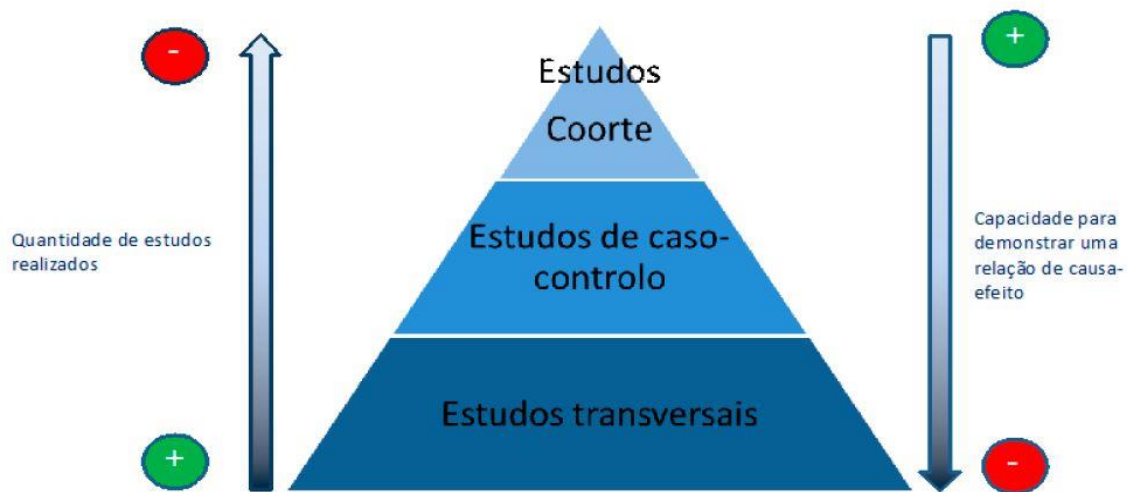 -
+
Estudos
Coorte
Quantidade de estudos
realizados
Estudos de caso-
controlo
Capacidade para
demonstrar uma
relação de causa-
efeito
Estudos transversais
+
-